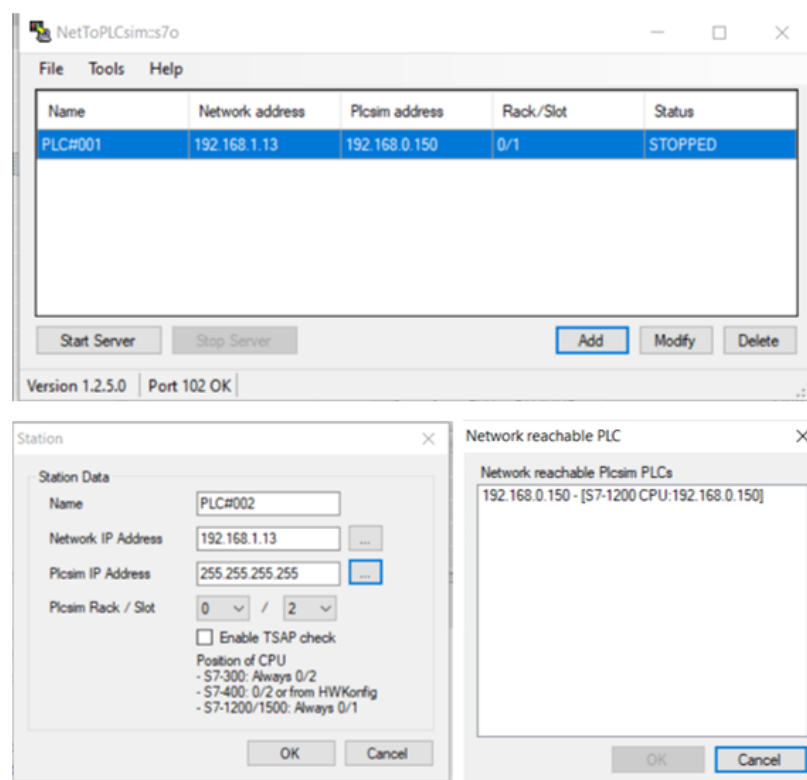 NetToPLCsim::s7o
File Tools Help
Name Network address Plcsim address Rack/Slot Status
PLC#001 192.168.1.13 192.168.0.150 0/1 STOPPED
Start Server Stop Server Add Modify Delete
Version 1.2.5.0 Port 102 OK
Station
Station Data
Name PLC#002
Network IP Address 192.168.1.13 ...
Plcsim IP Address 255.255.255.255 ...
Plcsim Rack / Slot 0 / 2
Enable TSAP check
Position of CPU
- S7-300: Always 0/2
- S7-400: 0/2 or from HWKonfig
- S7-1200/1500: Always 0/1
OK Cancel
Network reachable PLC
Network reachable Plcsim PLCs
192.168.0.150 - [S7-1200 CPU:192.168.0.150]
OK Cancel